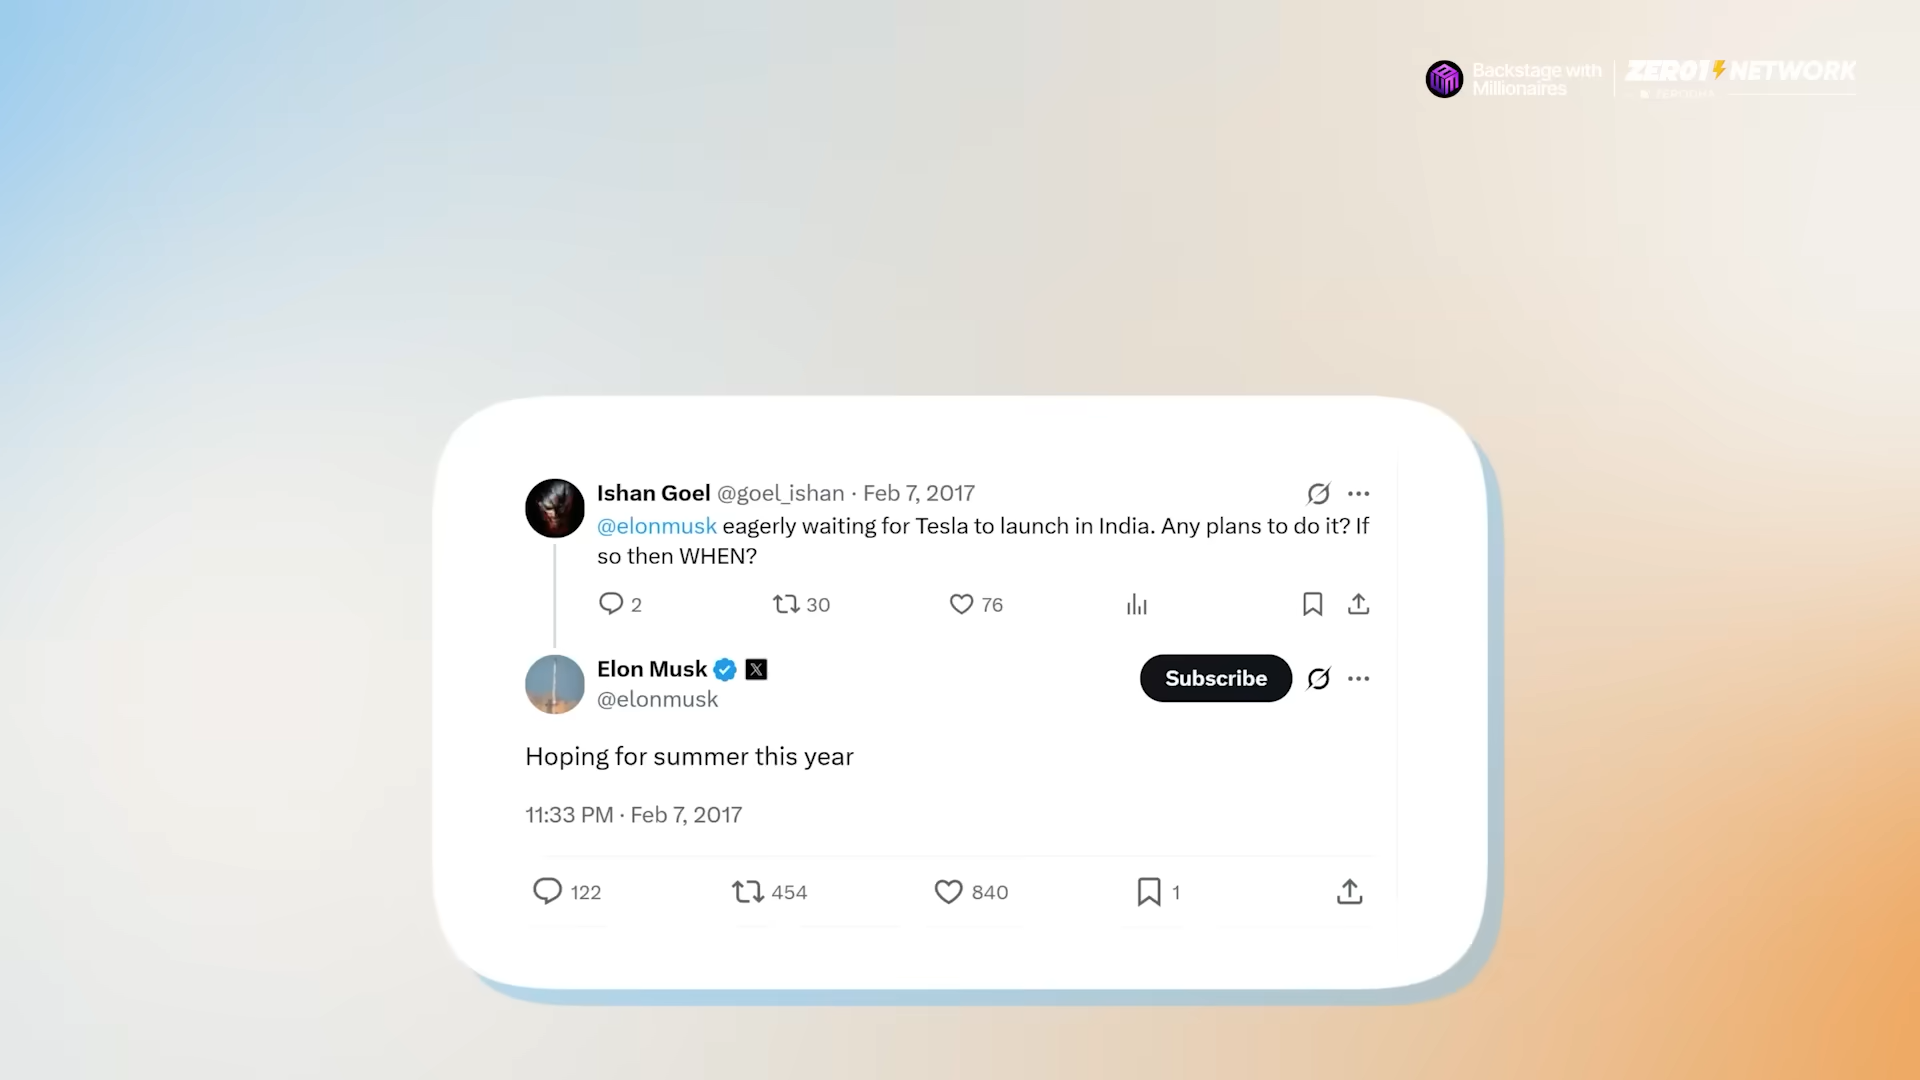 Backstage with
Millionaires
ZERO1 NETWORK
Ishan Goel @goel_ishan · Feb 7, 2017
@elonmusk eagerly waiting for Tesla to launch in India. Any plans to do it? If
so then WHEN?
2 30 76
Elon Musk
@elonmusk
Subscribe
Hoping for summer this year
11:33 PM · Feb 7, 2017
122 454 840 1